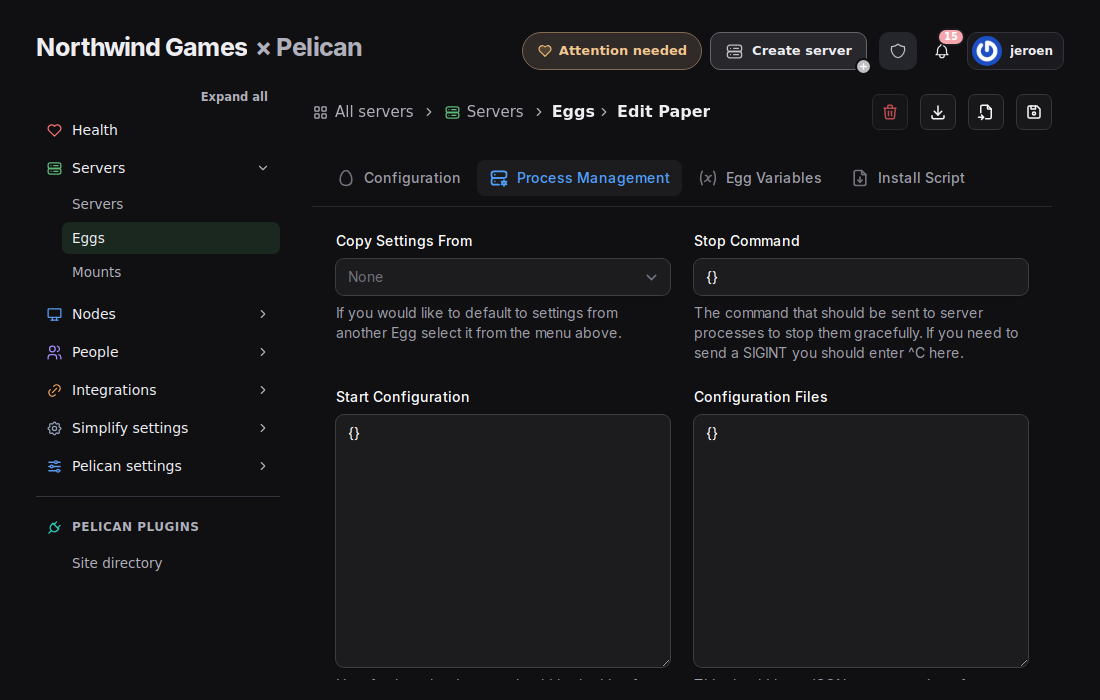 Northwind Games × Pelican
Attention needed
Create server
15
jeroen
Expand all
Health
Servers
Servers
Eggs
Mounts
Nodes
People
Integrations
Simplify settings
Pelican settings
PELICAN PLUGINS
Site directory
All servers > Servers > Eggs > Edit Paper
Configuration
Process Management
(x) Egg Variables
Install Script
Copy Settings From
None
If you would like to default to settings from
another Egg select it from the menu above.
Stop Command
{}
The command that should be sent to server
processes to stop them gracefully. If you need to
send a SIGINT you should enter ^C here.
Start Configuration
{}
Configuration Files
{}